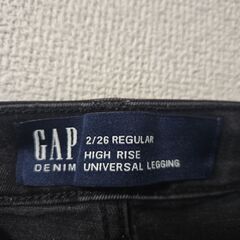 GAP
DENIM
2/26 REGULAR
HIGH RISE
UNIVERSAL LEGGING